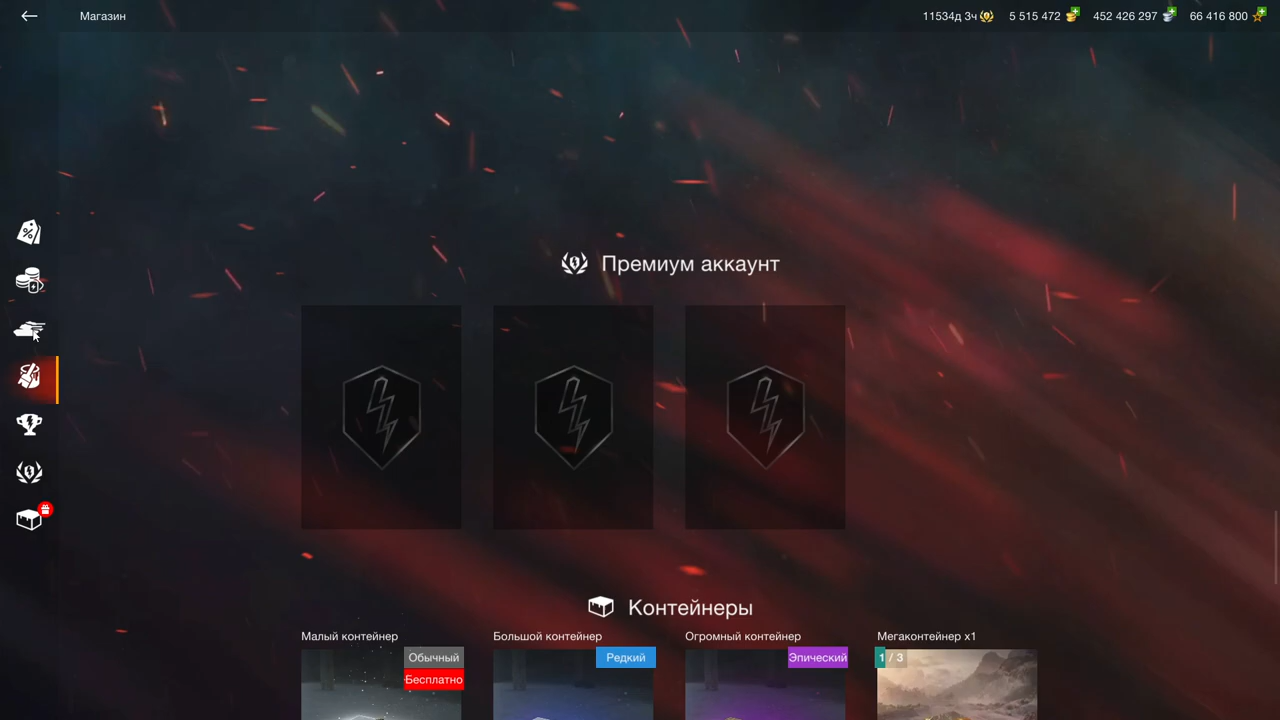 Магазин
11534д 3ч
5 515 472
452 426 297
66 416 800
Премиум аккаунт
Контейнеры
Малый контейнер
Большой контейнер
Огромный контейнер
Мегаконтейнер x1
Обычный
Редкий
Эпический
1 / 3
Бесплатно